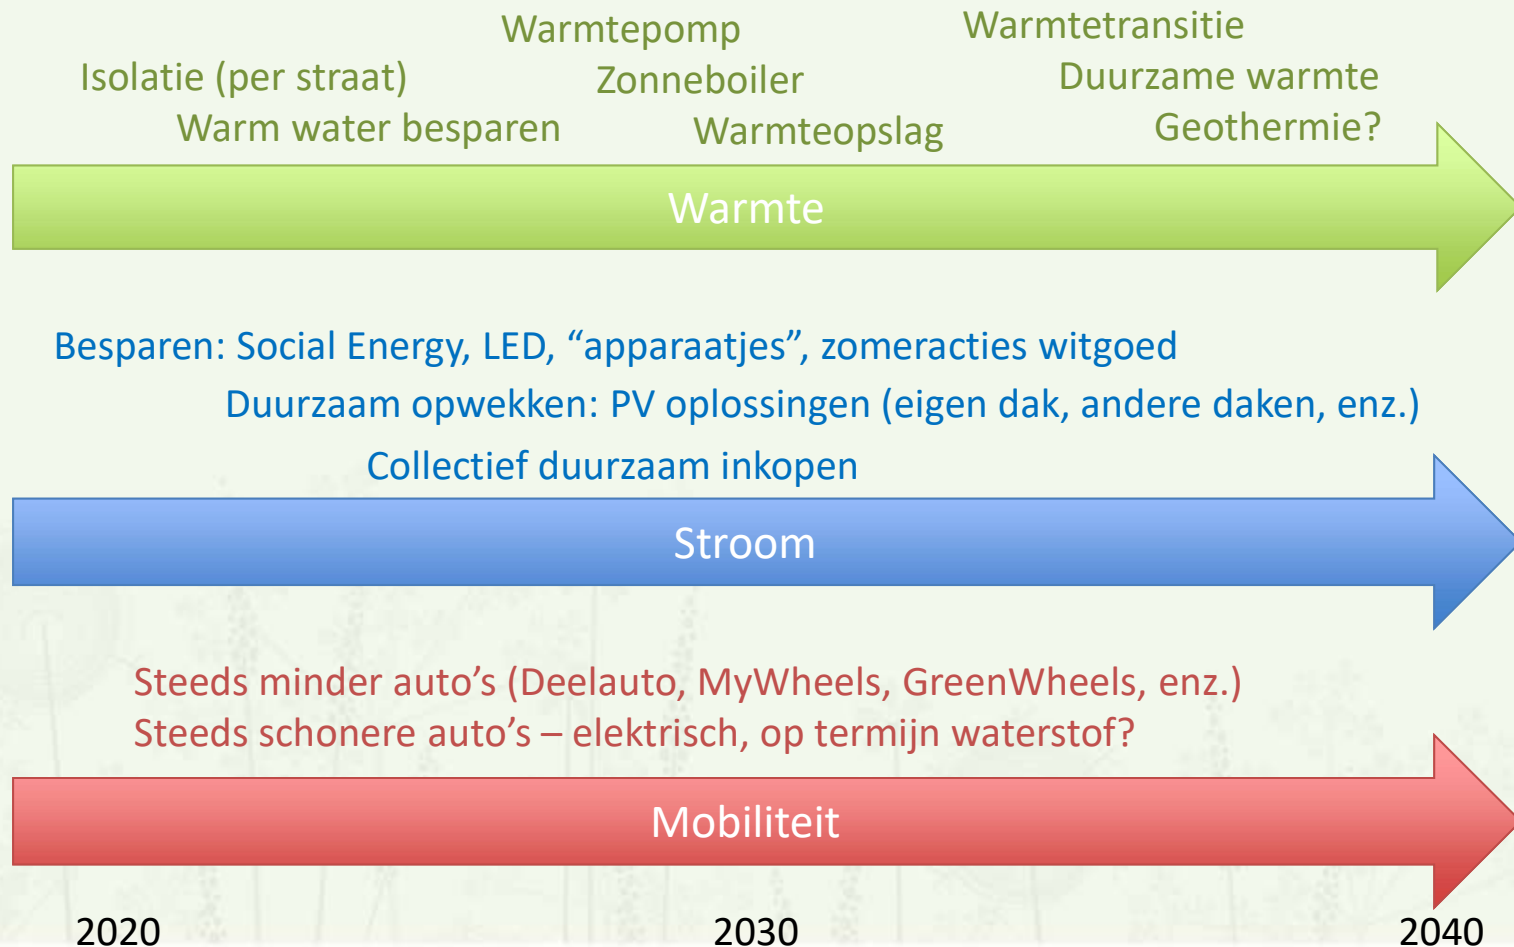 Warmtepomp
Warmtetransitie
Isolatie (per straat)
Zonneboiler
Duurzame warmte
Warm water besparen
Warmteopslag
Geothermie?
Warmte
Besparen: Social Energy, LED, “apparaatjes”, zomeracties witgoed
Duurzaam opwekken: PV oplossingen (eigen dak, andere daken, enz.)
Collectief duurzaam inkopen
Stroom
Steeds minder auto’s (Deelauto, MyWheels, GreenWheels, enz.)
Steeds schonere auto’s – elektrisch, op termijn waterstof?
Mobiliteit
2020
2030
2040